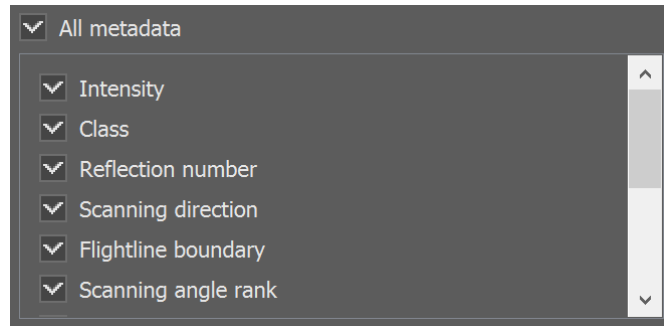 All metadata
Intensity
Class
Reflection number
Scanning direction
Flightline boundary
Scanning angle rank